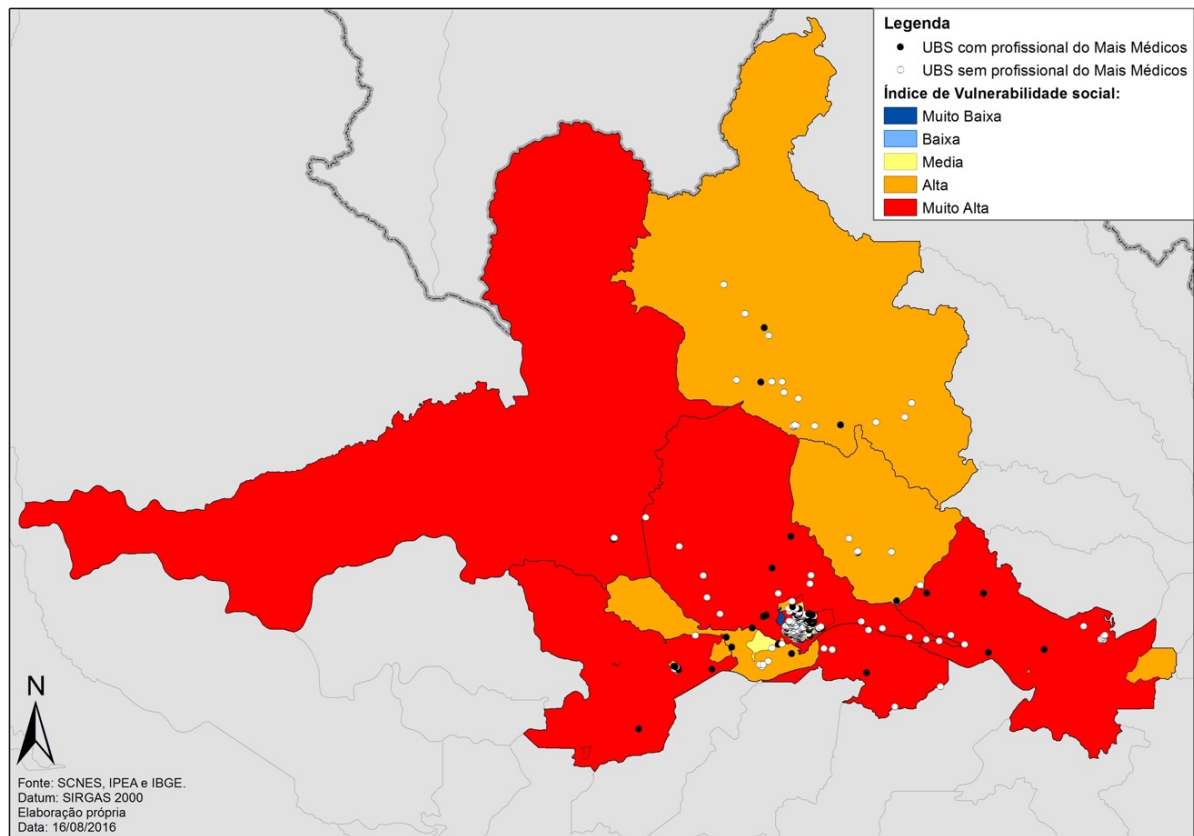 Legenda
UBS com profissional do Mais Médicos
UBS sem profissional do Mais Médicos
Índice de Vulnerabilidade social:
Muito Baixa
Baixa
Media
Alta
Muito Alta
N
Fonte: SCNES, IPEA e IBGE.
Datum: SIRGAS 2000
Elaboração própria
Data: 16/08/2016